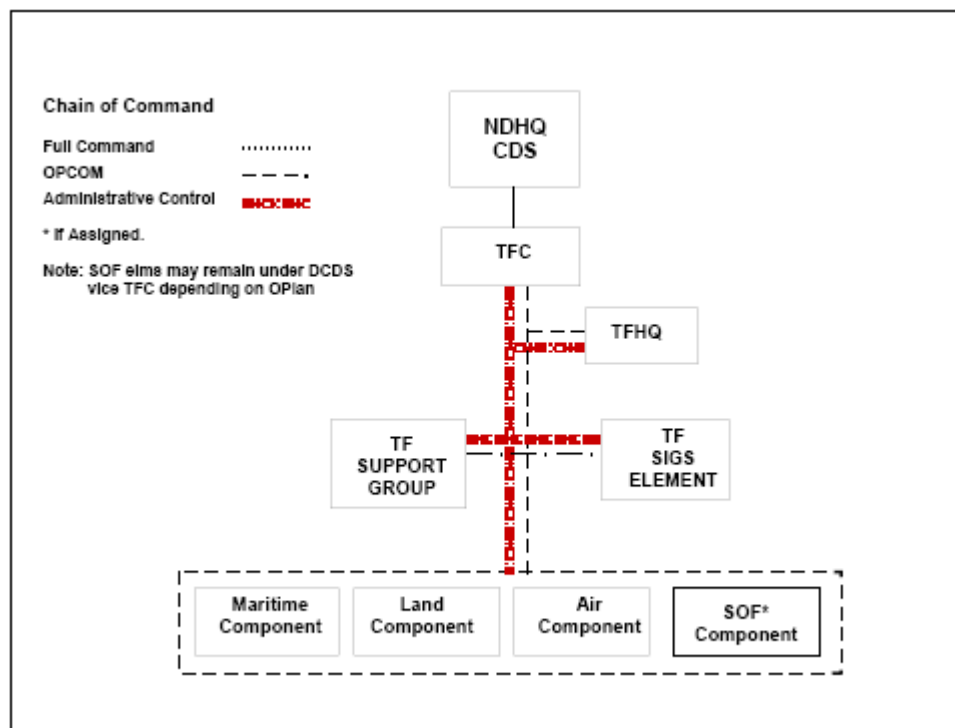 Chain of Command
Full Command
OPCOM
Administrative Control
* If Assigned.
Note: SOF elms may remain under DCDS
vice TFC depending on OPlan
NDHQ
CDS
TFC
TFHQ
TF
SUPPORT
GROUP
TF
SIGS
ELEMENT
Maritime
Component
Land
Component
Air
Component
SOF*
Component